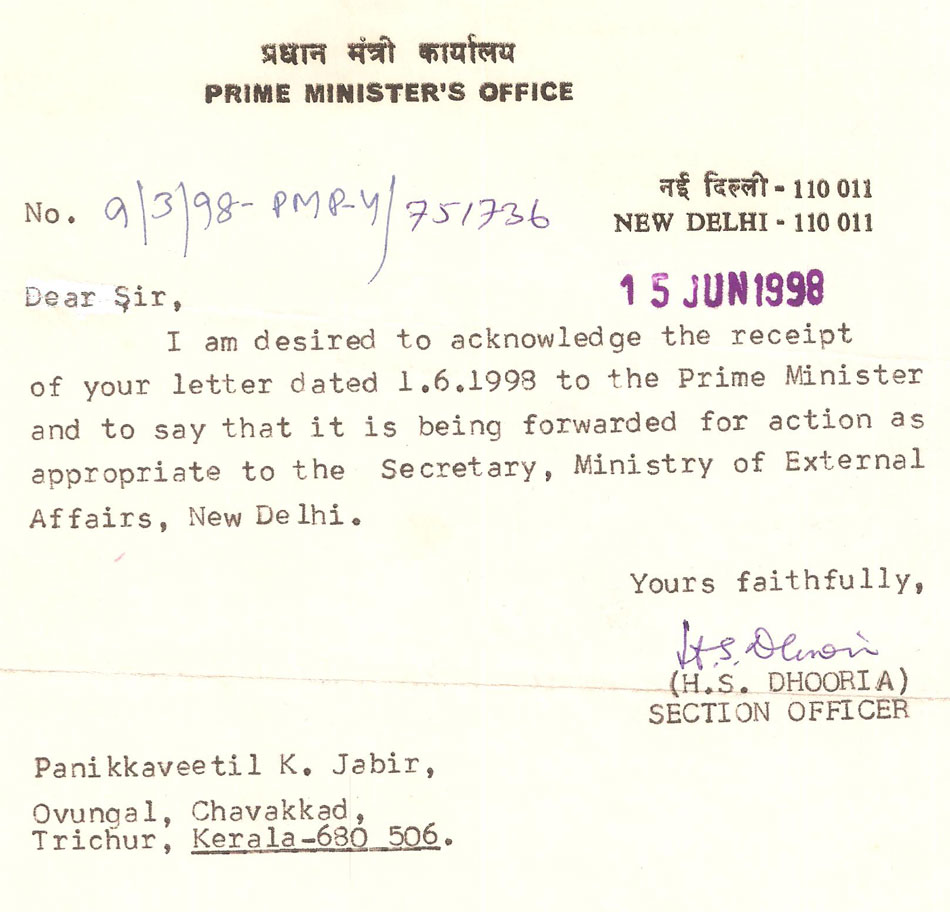 प्रधान मंत्री कार्यालय
PRIME MINISTER'S OFFICE
No. 9/3/98-PMP-4/751736
नई दिल्ली - 110 011
NEW DELHI - 110 011
15 JUN 1998
Dear Sir,
I am desired to acknowledge the receipt
of your letter dated 1.6.1998 to the Prime Minister
and to say that it is being forwarded for action as
appropriate to the Secretary, Ministry of External
Affairs, New Delhi.
Yours faithfully,
(H.S. DHOORIA)
SECTION OFFICER
Panikkaveetil K. Jabir,
Ovungal, Chavakkad,
Trichur, Kerala-680 506.